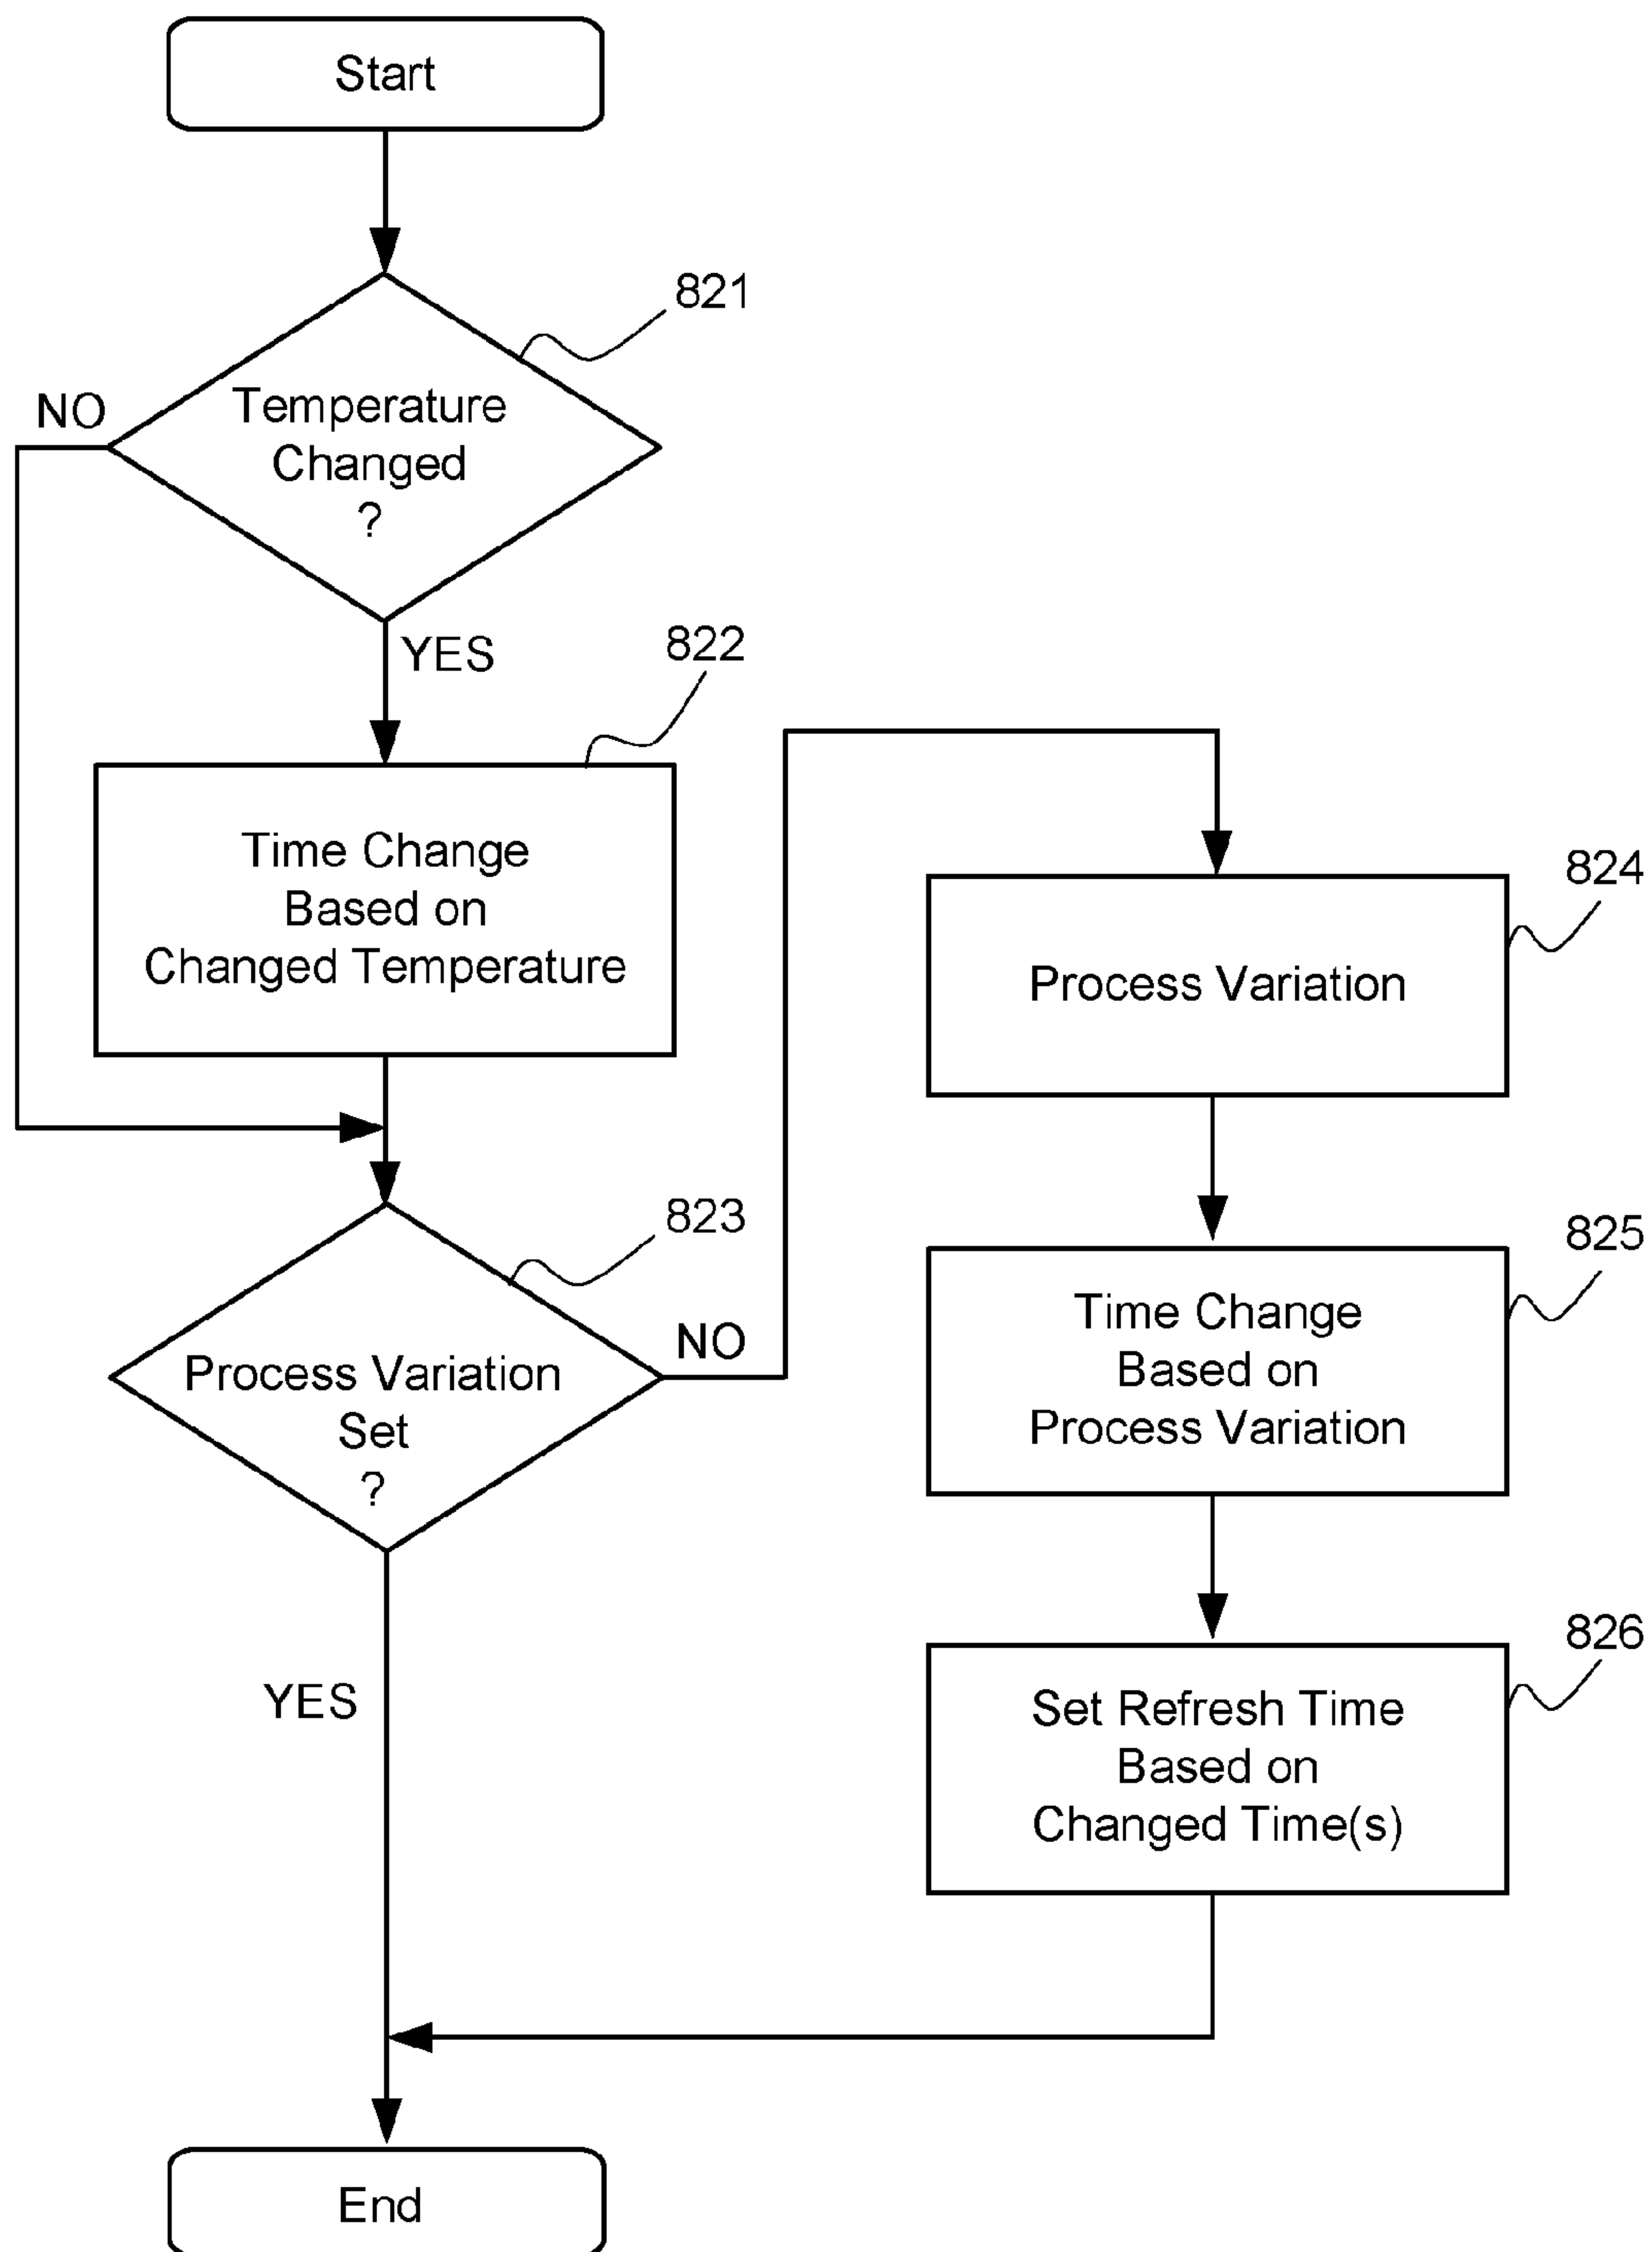 Start
821
NO
Temperature
Changed
?
YES
822
Time Change
Based on
Changed Temperature
823
Process Variation
Set
?
NO
YES
824
Process Variation
825
Time Change
Based on
Process Variation
826
Set Refresh Time
Based on
Changed Time(s)
End